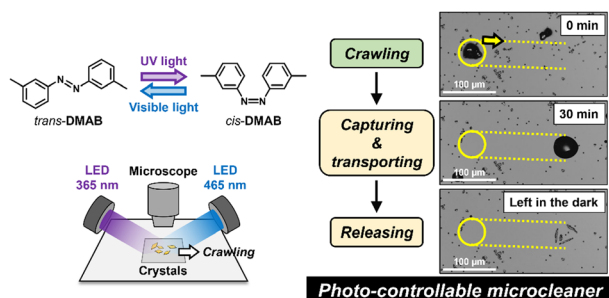 UV light
Visible light
N
N
N
N
trans-DMAB
cis-DMAB
LED
365 nm
Microscope
LED
465 nm
Crawling
Crystals
Crawling
Capturing
&
transporting
Releasing
0 min
100 μm
30 min
100 μm
Left in the dark
100 μm
Photo-controllable microcleaner